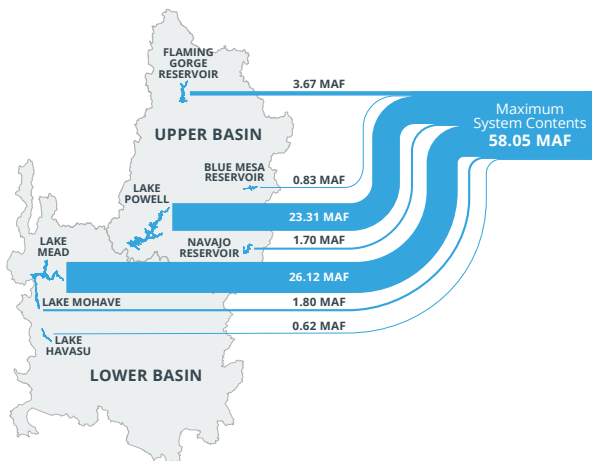 FLAMING
GORGE
RESERVOIR
3.67 MAF
Maximum
System Contents
58.05 MAF
UPPER BASIN
BLUE MESA
RESERVOIR
0.83 MAF
LAKE
POWELL
23.31 MAF
NAVAJO
RESERVOIR
1.70 MAF
LAKE
MEAD
26.12 MAF
LAKE MOHAVE
1.80 MAF
0.62 MAF
LAKE
HAVASU
LOWER BASIN